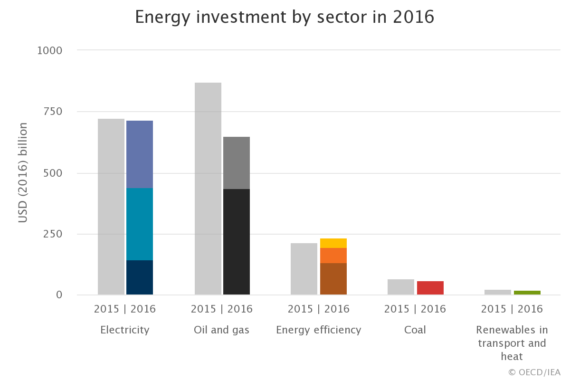 Energy investment by sector in 2016
USD (2016) billion
1000
750
500
250
0
2015 | 2016
2015 | 2016
2015 | 2016
2015 | 2016
2015 | 2016
Electricity
Oil and gas
Energy efficiency
Coal
Renewables in
transport and
heat
© OECD/IEA